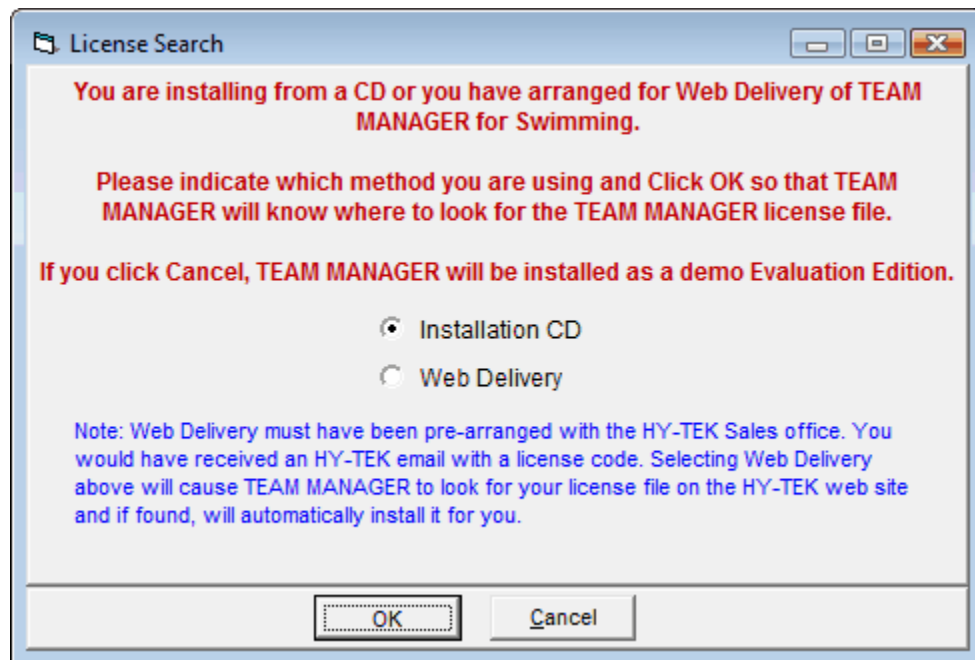 License Search
You are installing from a CD or you have arranged for Web Delivery of TEAM
MANAGER for Swimming.
Please indicate which method you are using and Click OK so that TEAM
MANAGER will know where to look for the TEAM MANAGER license file.
If you click Cancel, TEAM MANAGER will be installed as a demo Evaluation Edition.
Installation CD
Web Delivery
Note: Web Delivery must have been pre-arranged with the HY-TEK Sales office. You
would have received an HY-TEK email with a license code. Selecting Web Delivery
above will cause TEAM MANAGER to look for your license file on the HY-TEK web site
and if found, will automatically install it for you.
OK
Cancel